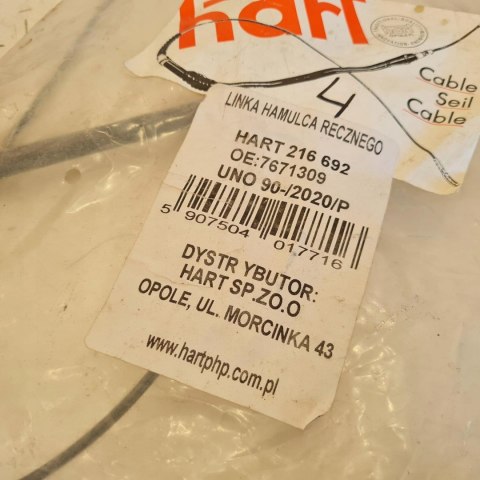 hart
4
Cable
Seil
Cable
LINKA HAMULCA RECZNEGO
HART 216 692
OE:7671309
UNO 90-/2020/P
5 907504 017716
DYSTR YBUTOR:
HART SP.ZO.O
OPOLE, UL. MORCINKA 43
www.hartphp.com.pl